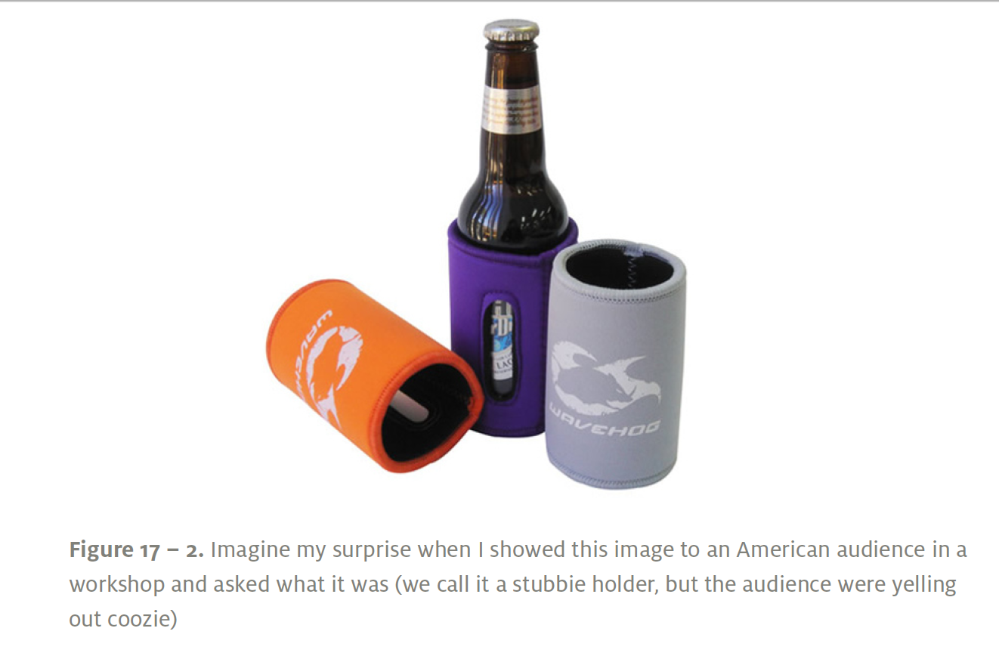 WAVEHOG
WAVEHOG
LAG
Figure 17 – 2. Imagine my surprise when I showed this image to an American audience in a
workshop and asked what it was (we call it a stubbie holder, but the audience were yelling
out coozie)